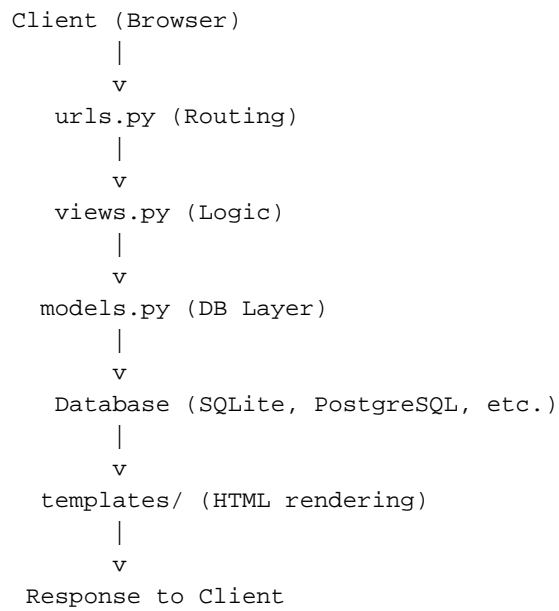 Client (Browser)
|
v
urls.py (Routing)
|
v
views.py (Logic)
|
v
models.py (DB Layer)
|
v
Database (SQLite, PostgreSQL, etc.)
|
v
templates/ (HTML rendering)
|
v
Response to Client